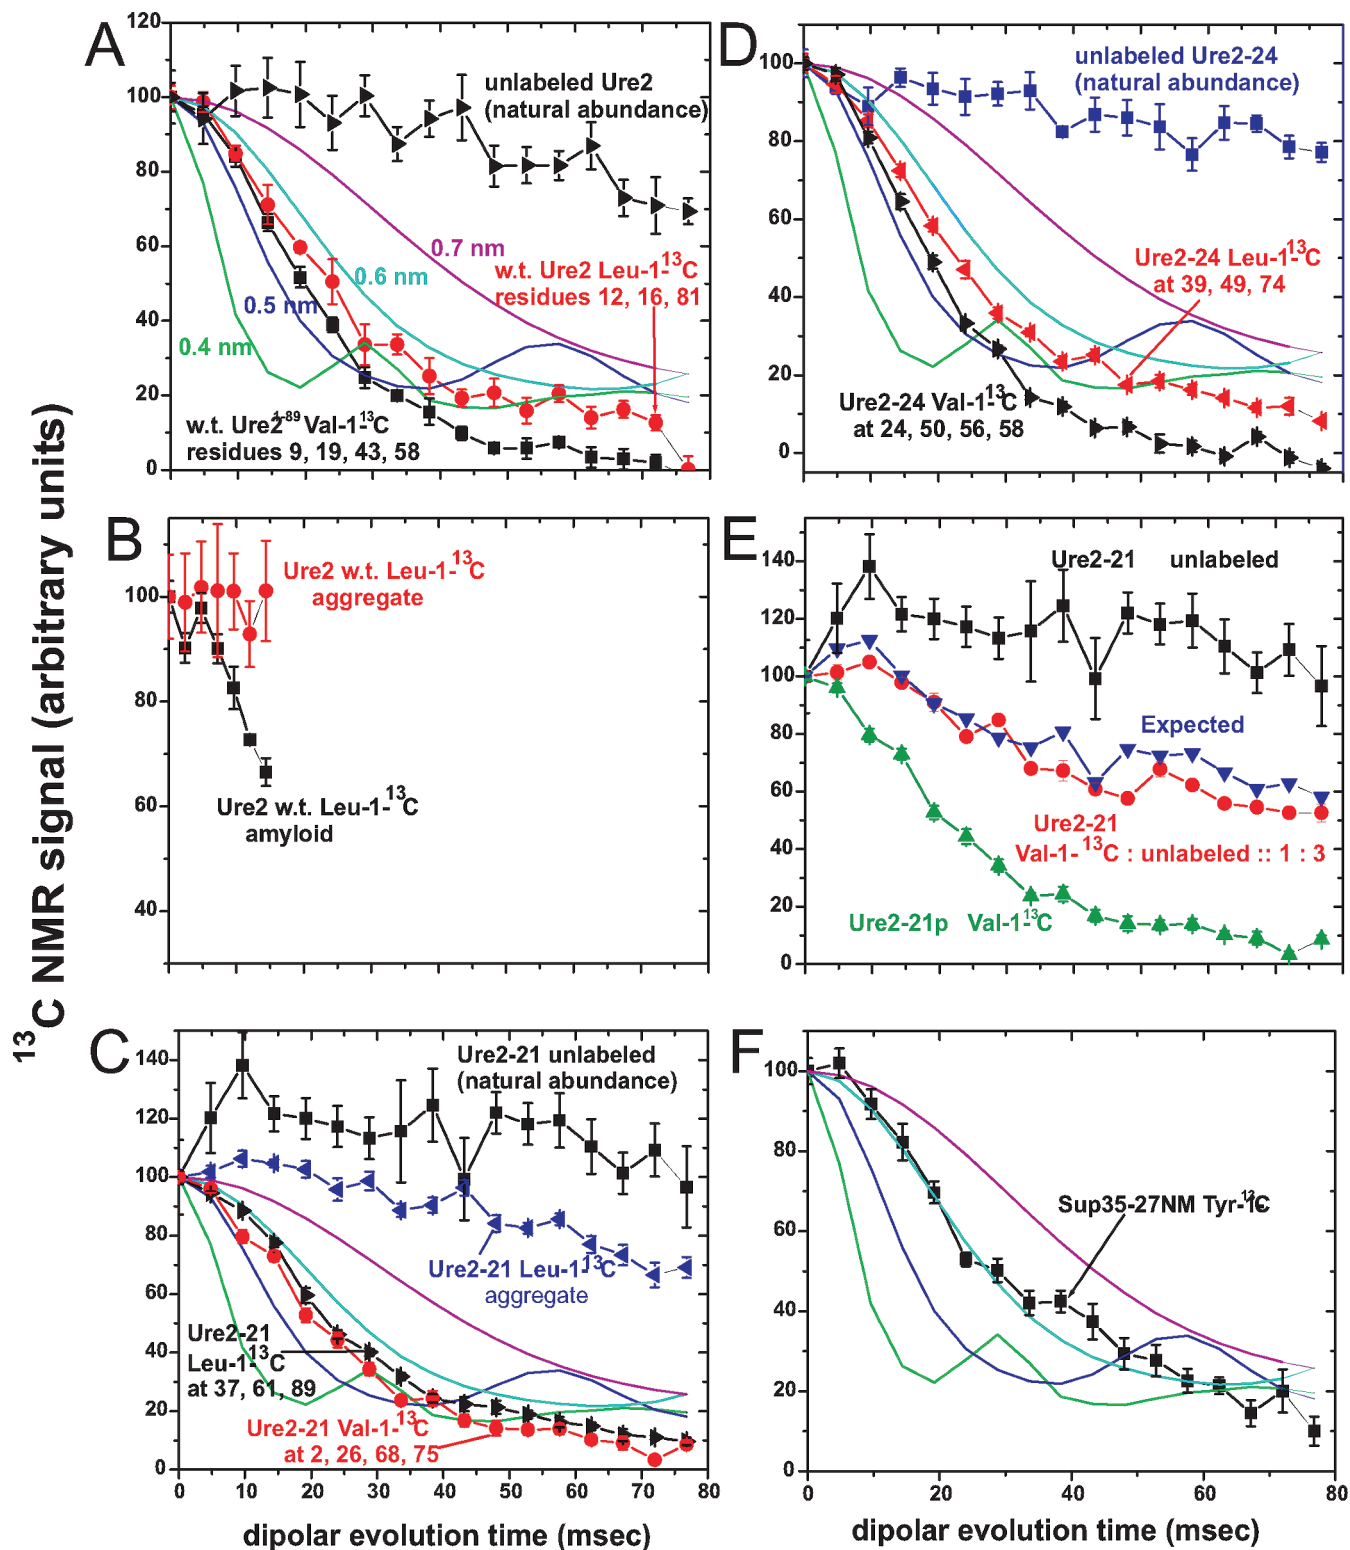 13C NMR signal (arbitrary units)
A
120
100
80
60
40
20
0
unlabeled Ure2
(natural abundance)
0.7 nm
0.6 nm
0.5 nm
0.4 nm
w.t. Ure2 Leu-1-13C
residues 12, 16, 81
w.t. Ure2 1-89 Val-1-13C
residues 9, 19, 43, 58
D
100
80
60
40
20
0
unlabeled Ure2-24
(natural abundance)
Ure2-24 Leu-1-13C
at 39, 49, 74
Ure2-24 Val-1-13C
at 24, 50, 56, 58
B
100
80
60
40
Ure2 w.t. Leu-1-13C
aggregate
Ure2 w.t. Leu-1-13C
amyloid
E
140
120
100
80
60
40
20
0
Ure2-21 unlabeled
Expected
Ure2-21
Val-1-13C : unlabeled :: 1 : 3
Ure2-21p Val-1-13C
C
140
120
100
80
60
40
20
0
Ure2-21 unlabeled
(natural abundance)
Ure2-21 Leu-1-13C
aggregate
Ure2-21
Leu-1-13C
at 37, 61, 89
Ure2-21 Val-1-13C
at 2, 26, 68, 75
0 10 20 30 40 50 60 70 80
dipolar evolution time (msec)
F
100
80
60
40
20
0
Sup35-27NM Tyr-13C
0 20 40 60 80
dipolar evolution time (msec)